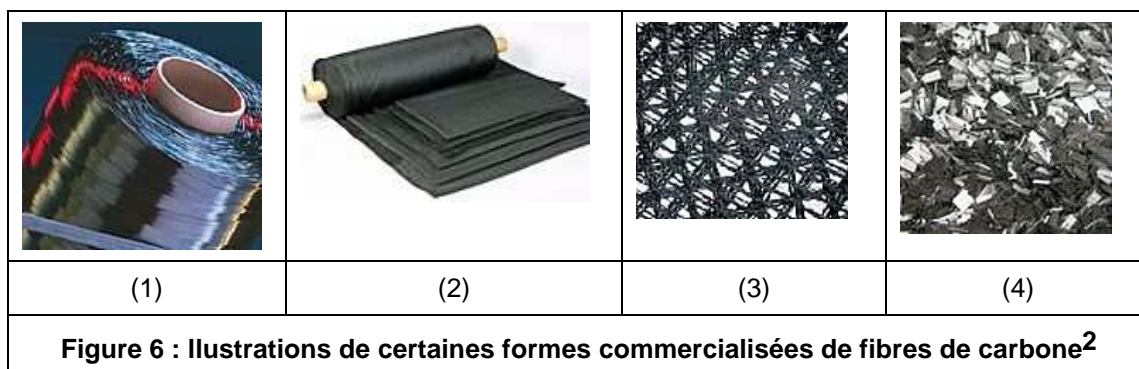 (1) (2) (3) (4)
Figure 6 : Illustrations de certaines formes commercialisées de fibres de carbone2